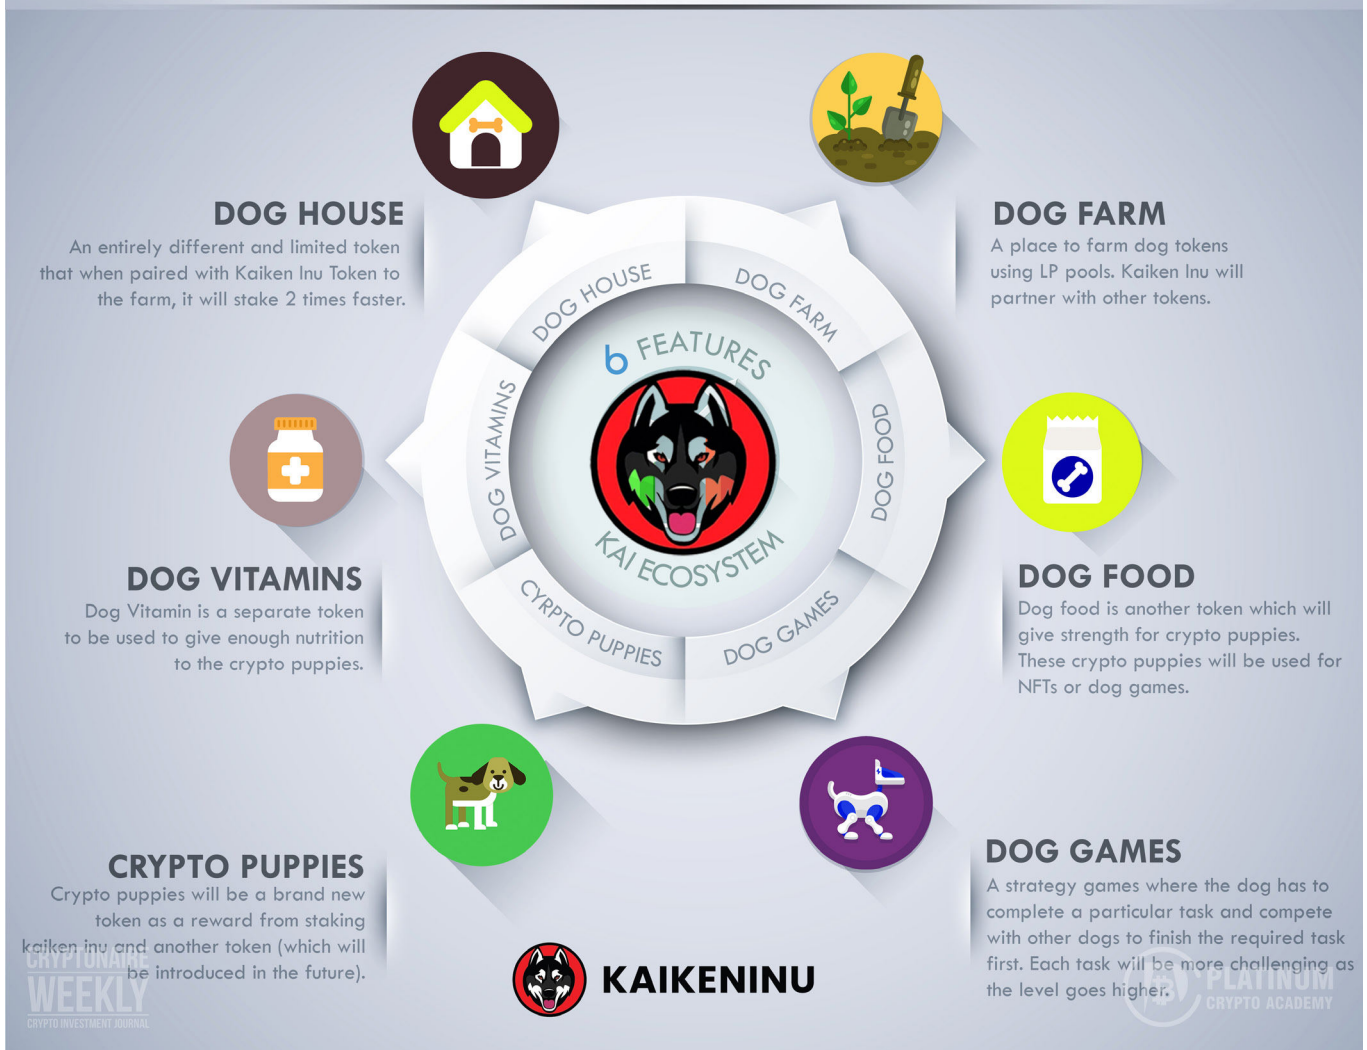 DOG HOUSE
An entirely different and limited token
that when paired with Kaiken Inu Token to
the farm, it will stake 2 times faster.
DOG FARM
A place to farm dog tokens
using LP pools. Kaiken Inu will
partner with other tokens.
DOG HOUSE
DOG FARM
DOG VITAMINS
DOG FOOD
CYRPTO PUPPIES
DOG GAMES
6 FEATURES
KAI ECOSYSTEM
DOG VITAMINS
Dog Vitamin is a separate token
to be used to give enough nutrition
to the crypto puppies.
DOG FOOD
Dog food is another token which will
give strength for crypto puppies.
These crypto puppies will be used for
NFTs or dog games.
CRYPTO PUPPIES
Crypto puppies will be a brand new
token as a reward from staking
kaiken inu and another token (which will
be introduced in the future).
DOG GAMES
A strategy games where the dog has to
complete a particular task and compete
with other dogs to finish the required task
first. Each task will be more challenging as
the level goes higher.
KAIKENINU
CRYPTONAIRE
WEEKLY
CRYPTO INVESTMENT JOURNAL
PLATINUM
CRYPTO ACADEMY